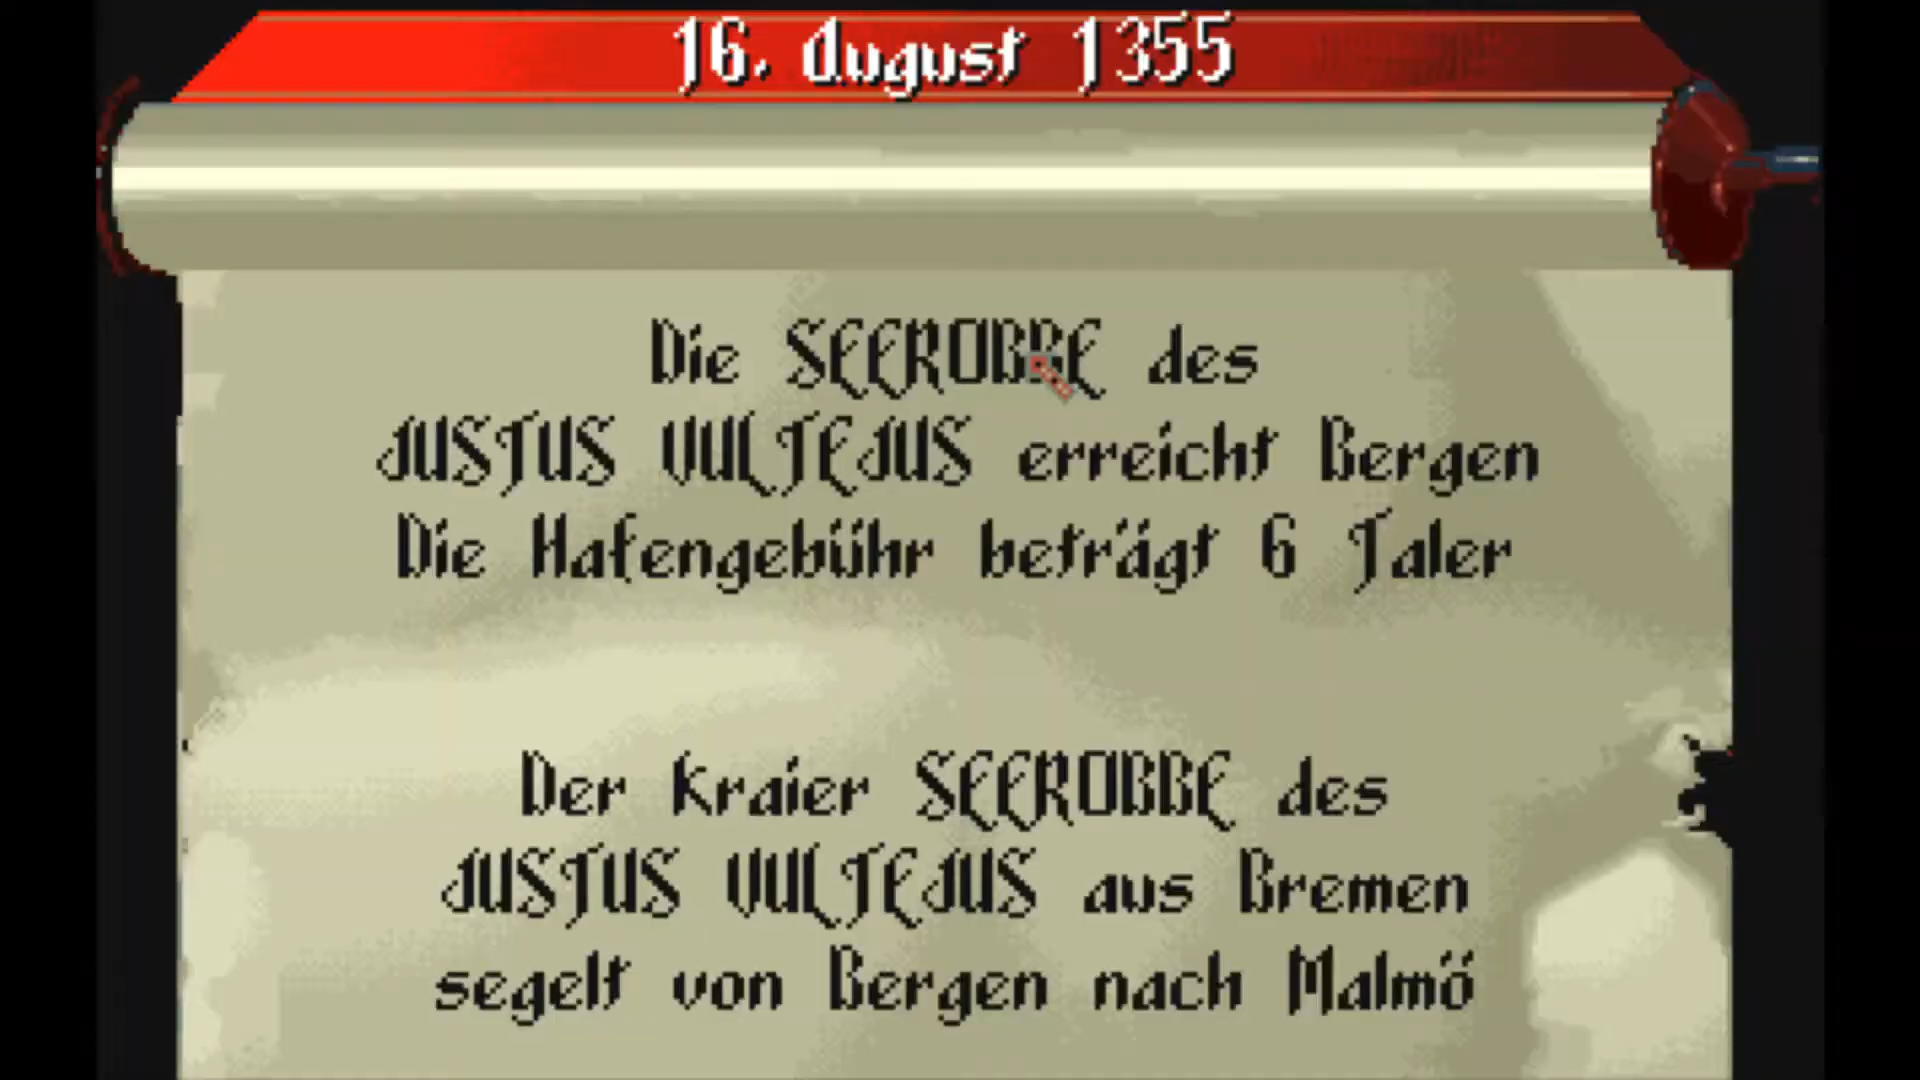 16. August 1355
Die SEEROBBE des
JUSTUS VULTEJUS erreicht Bergen
Die Hafengebühr beträgt 6 Taler
Der Kraier SEEROBBE des
JUSTUS VULTEJUS aus Bremen
segelt von Bergen nach Malmö